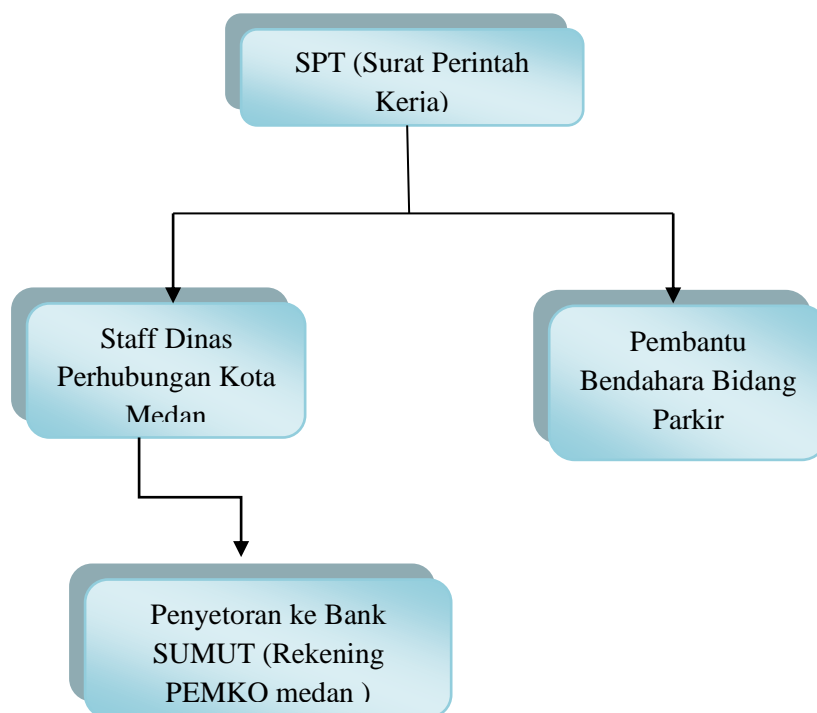 SPT (Surat Perintah
Kerja)
Staff Dinas
Perhubungan Kota
Medan
Pembantu
Bendahara Bidang
Parkir
Penyetoran ke Bank
SUMUT (Rekening
PEMKO medan )